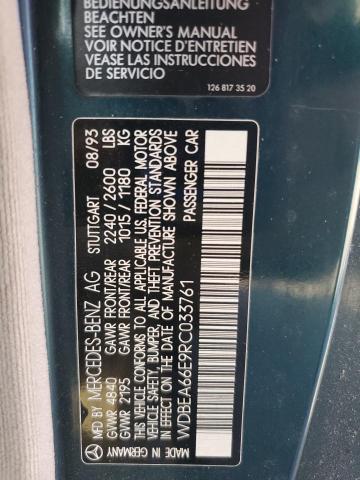 BEDIENUNGSANLEITUNG
BEACHTEN
SEE OWNER'S MANUAL
VOIR NOTICE D'ENTRETIEN
VEASE LAS INSTRUCCIONES
DE SERVICIO
126 817 35 20
MFD BY MERCEDES-BENZ AG STUTTGART 08/93
GVWR 4840 GAWR FRONT/REAR 2240/2600 LBS
GVWR 2195 GAWR FRONT/REAR 1015/1180 KG
THIS VEHICLE CONFORMS TO ALL APPLICABLE U.S. FEDERAL MOTOR
VEHICLE SAFETY, BUMPER, AND THEFT PREVENTION STANDARDS
IN EFFECT ON THE DATE OF MANUFACTURE SHOWN ABOVE
WDBEA66E9RC033761 PASSENGER CAR